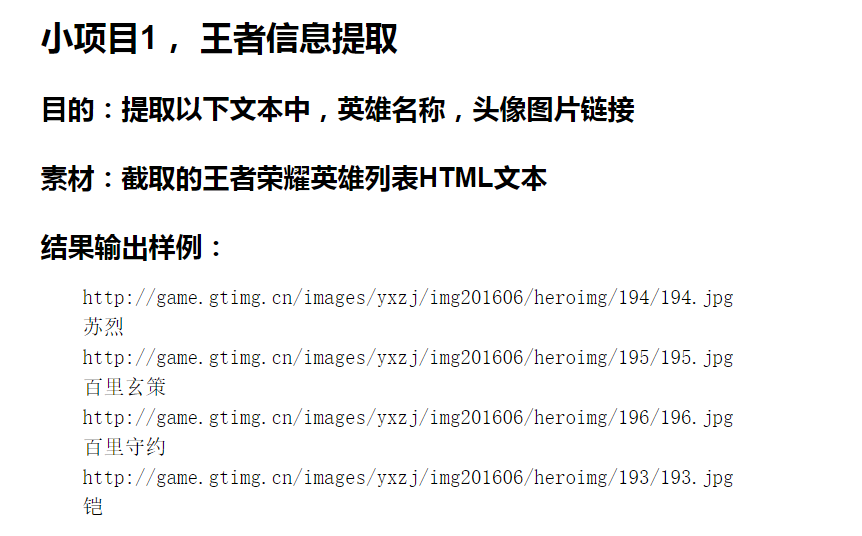 小项目1，王者信息提取
目的：提取以下文本中，英雄名称，头像图片链接
素材：截取的王者荣耀英雄列表HTML文本
结果输出样例：
http://game.gtimg.cn/images/yxzj/img201606/heroimg/194/194.jpg
苏烈
http://game.gtimg.cn/images/yxzj/img201606/heroimg/195/195.jpg
百里玄策
http://game.gtimg.cn/images/yxzj/img201606/heroimg/196/196.jpg
百里守约
http://game.gtimg.cn/images/yxzj/img201606/heroimg/193/193.jpg
铠